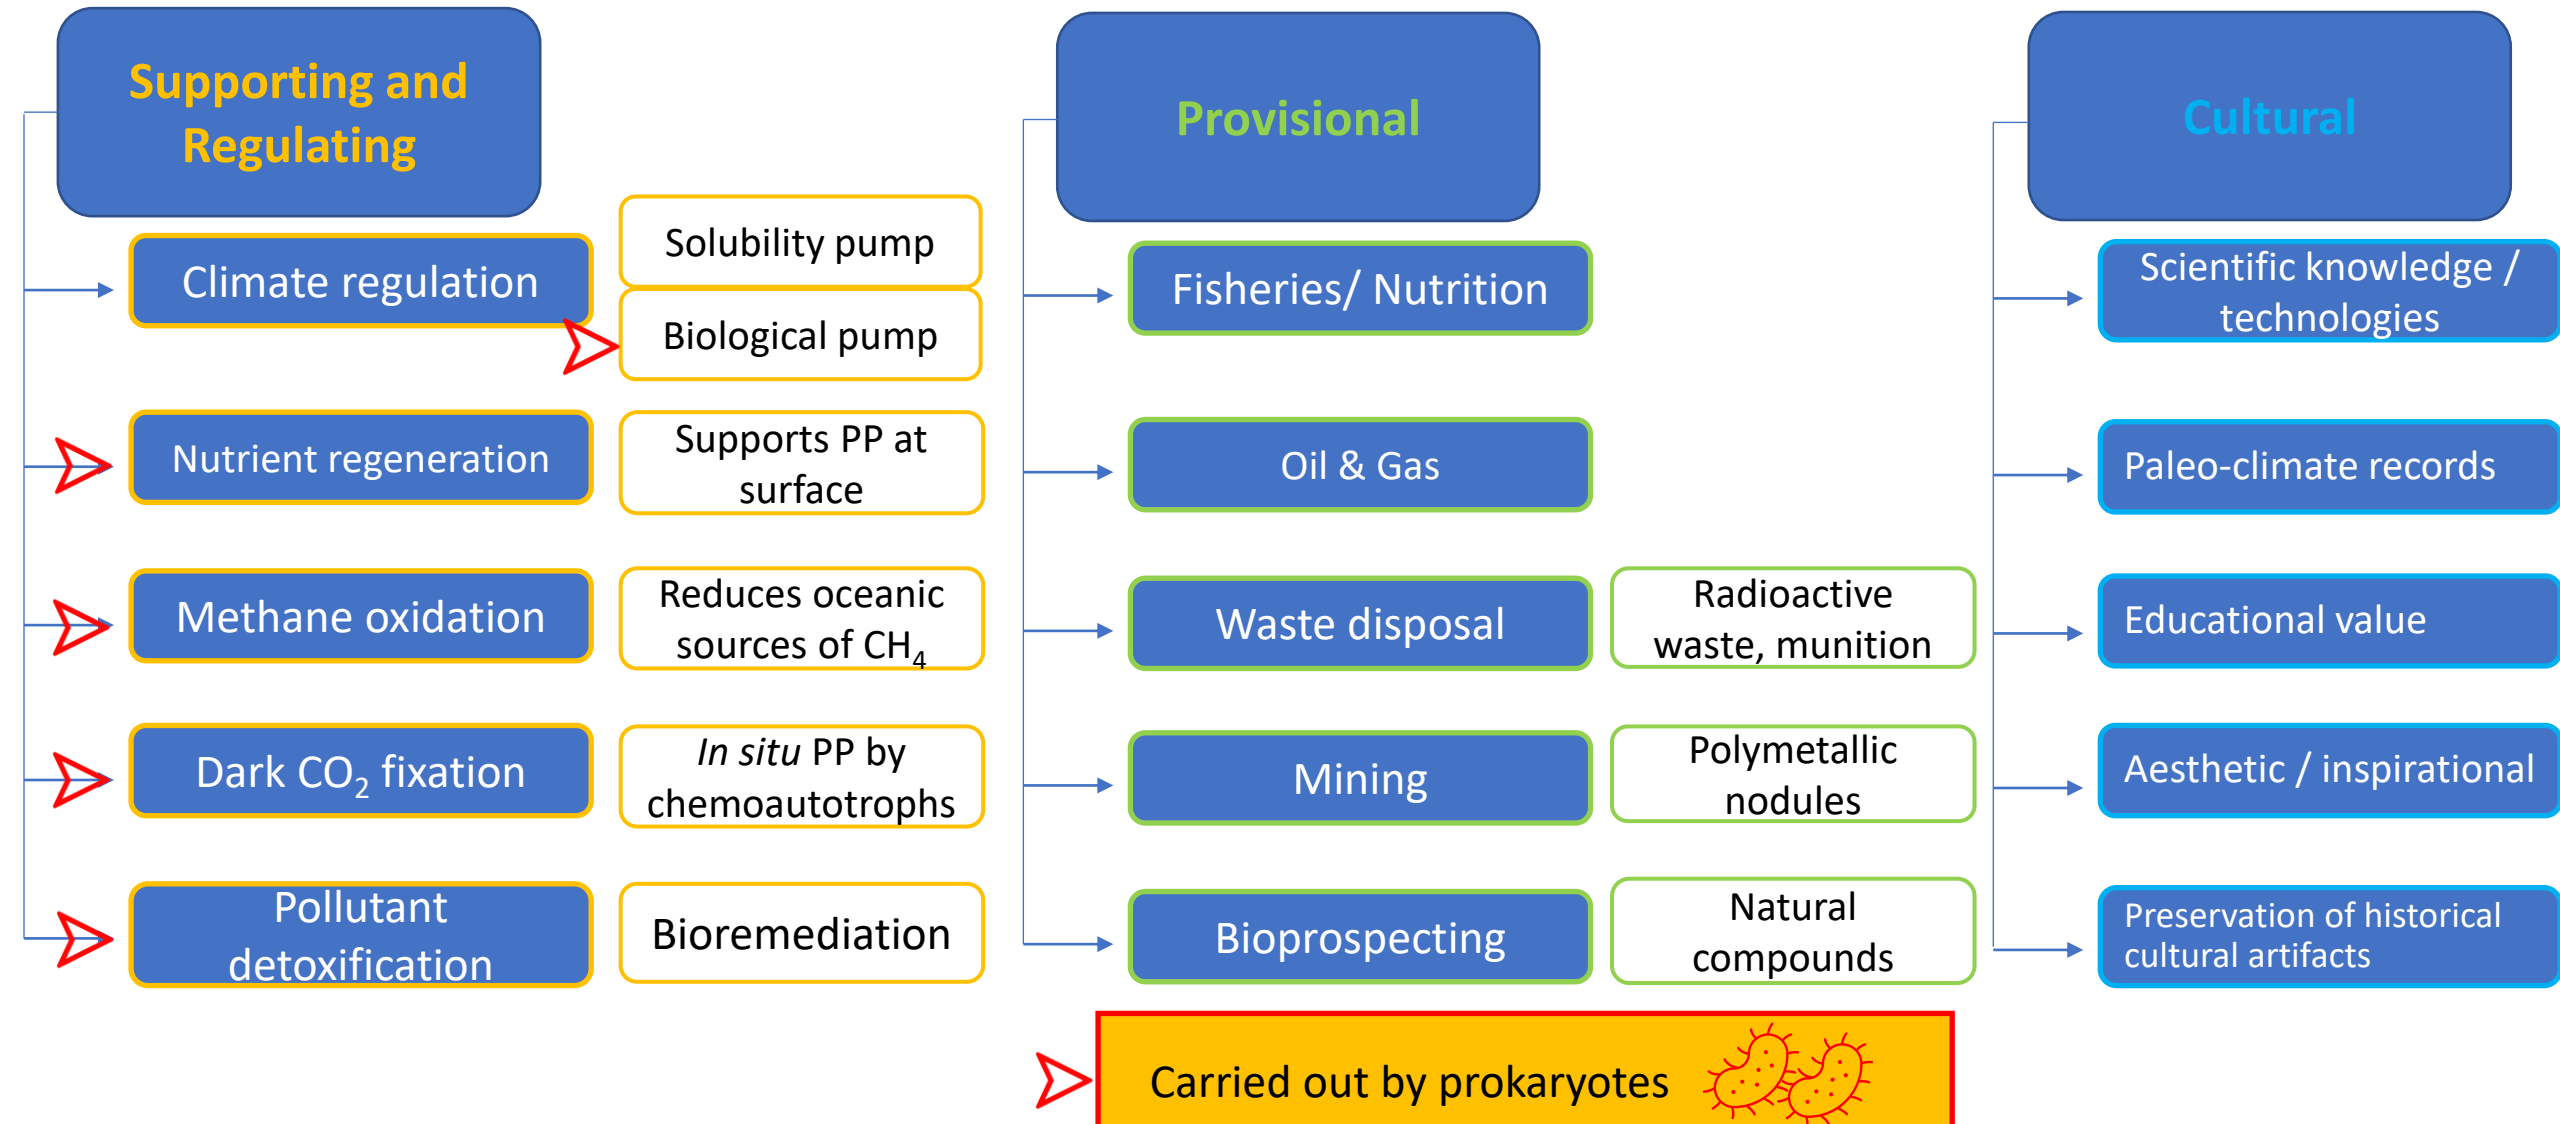 Supporting and
Regulating
Climate regulation
Solubility pump
Biological pump
Nutrient regeneration
Supports PP at
surface
Methane oxidation
Reduces oceanic
sources of CH₄
Dark CO₂ fixation
In situ PP by
chemoautotrophs
Pollutant
detoxification
Bioremediation
Provisional
Fisheries/ Nutrition
Oil & Gas
Waste disposal
Radioactive
waste, munition
Mining
Polymetallic
nodules
Bioprospecting
Natural
compounds
Cultural
Scientific knowledge /
technologies
Paleo-climate records
Educational value
Aesthetic / inspirational
Preservation of historical
cultural artifacts
Carried out by prokaryotes